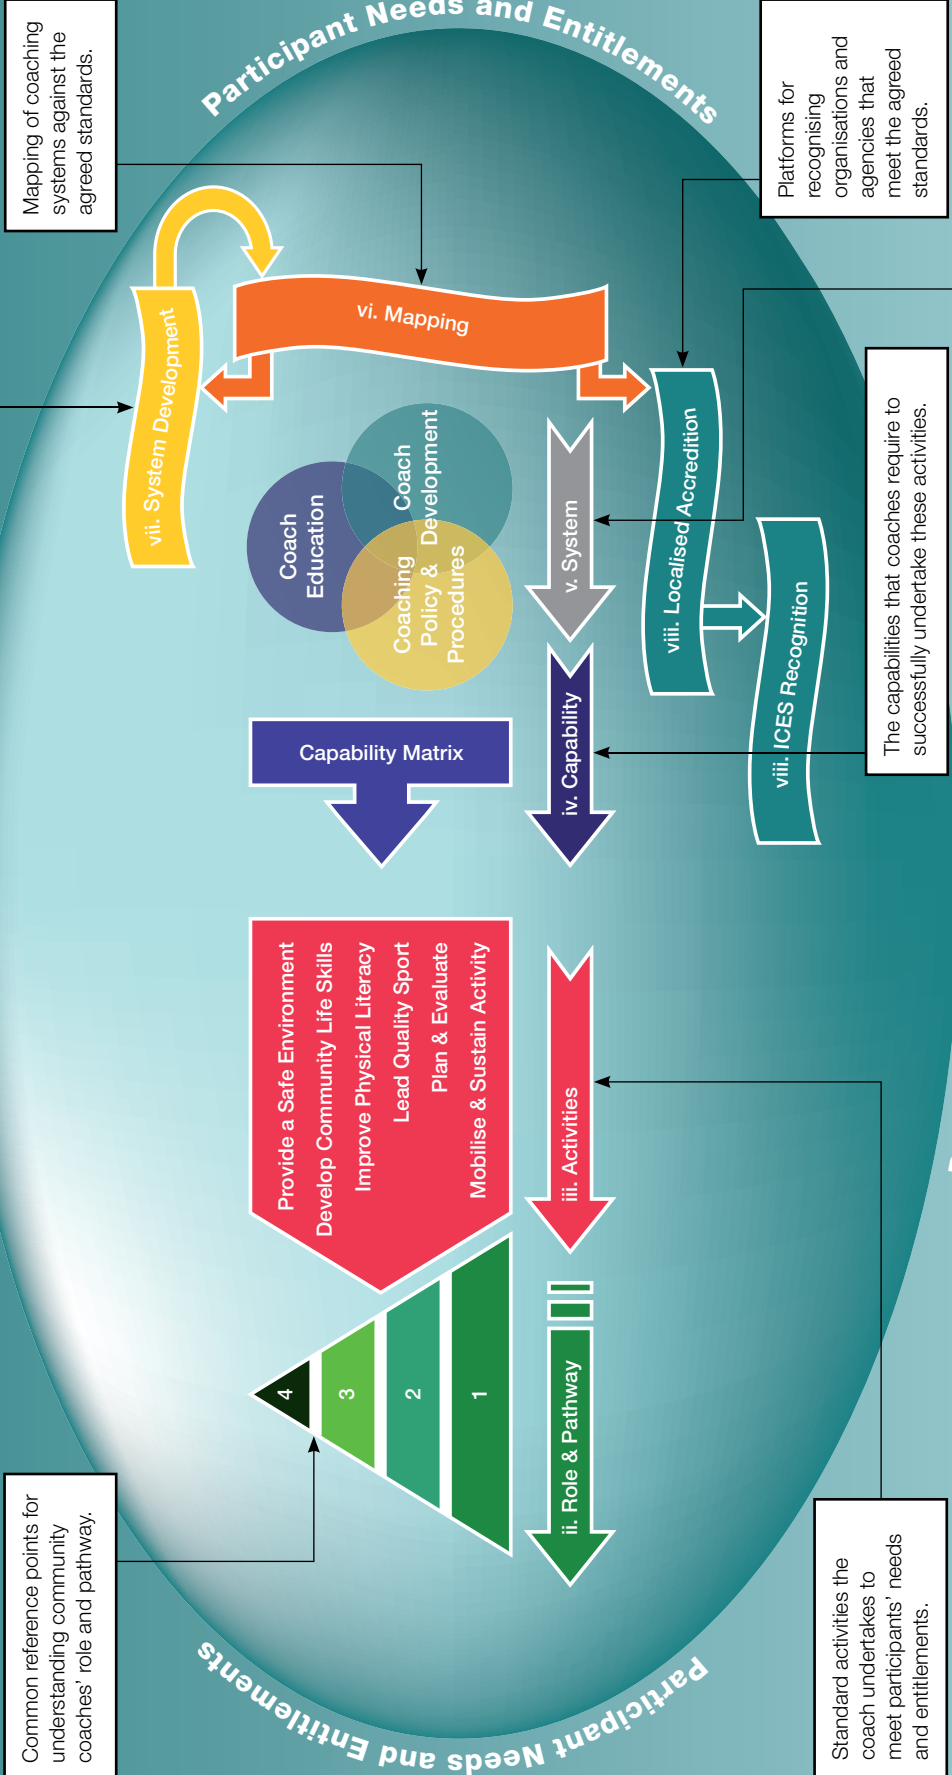 Common reference points for
understanding community
coaches' role and pathway.
Mapping of coaching
systems against the
agreed standards.
Participant Needs and Entitlements
Participant Needs and Entitlements
vii. System Development
vi. Mapping
4
3
2
1
Provide a Safe Environment
Develop Community Life Skills
Improve Physical Literacy
Lead Quality Sport
Plan & Evaluate
Mobilise & Sustain Activity
Capability Matrix
Coach
Education
Coaching
Policy &
Procedures
Coach
Development
ii. Role & Pathway
iii. Activities
iv. Capability
v. System
viii. Localised Accredition
viii. ICES Recognition
Standard activities the
coach undertakes to
meet participants' needs
and entitlements.
The capabilities that coaches require to
successfully undertake these activities.
Platforms for
recognising
organisations and
agencies that
meet the agreed
standards.